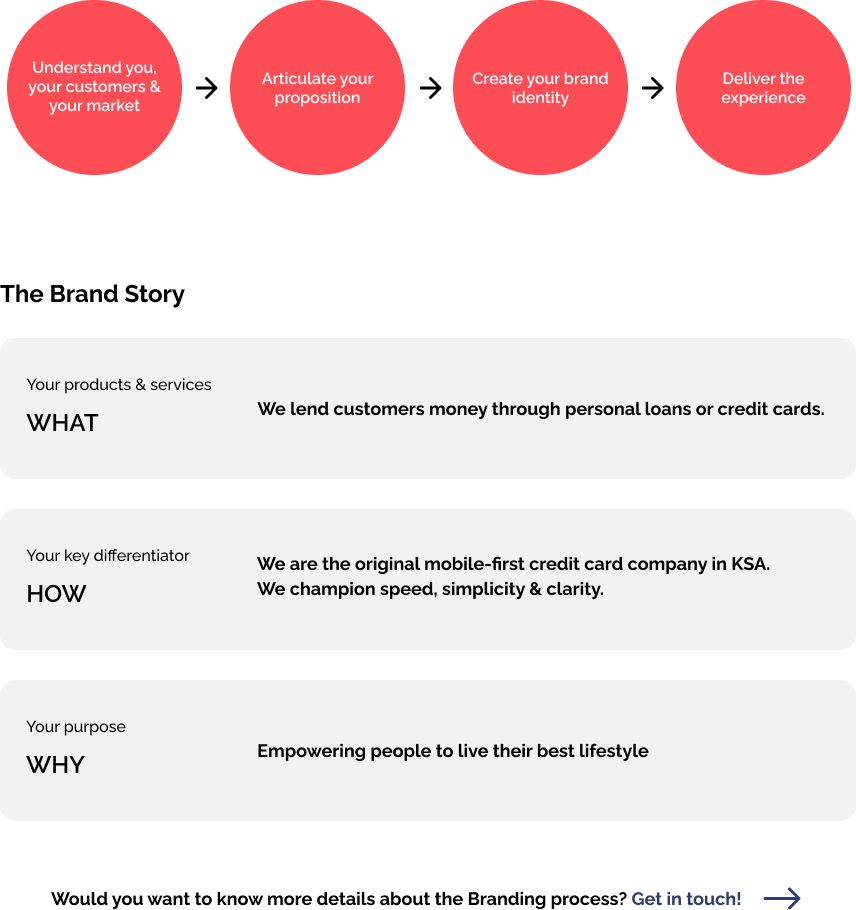 Understand you,
your customers &
your market
Articulate your
proposition
Create your brand
identity
Deliver the
experience
The Brand Story
Your products & services
WHAT
We lend customers money through personal loans or credit cards.
Your key differentiator
HOW
We are the original mobile-first credit card company in KSA.
We champion speed, simplicity & clarity.
Your purpose
WHY
Empowering people to live their best lifestyle
Would you want to know more details about the Branding process? Get in touch!